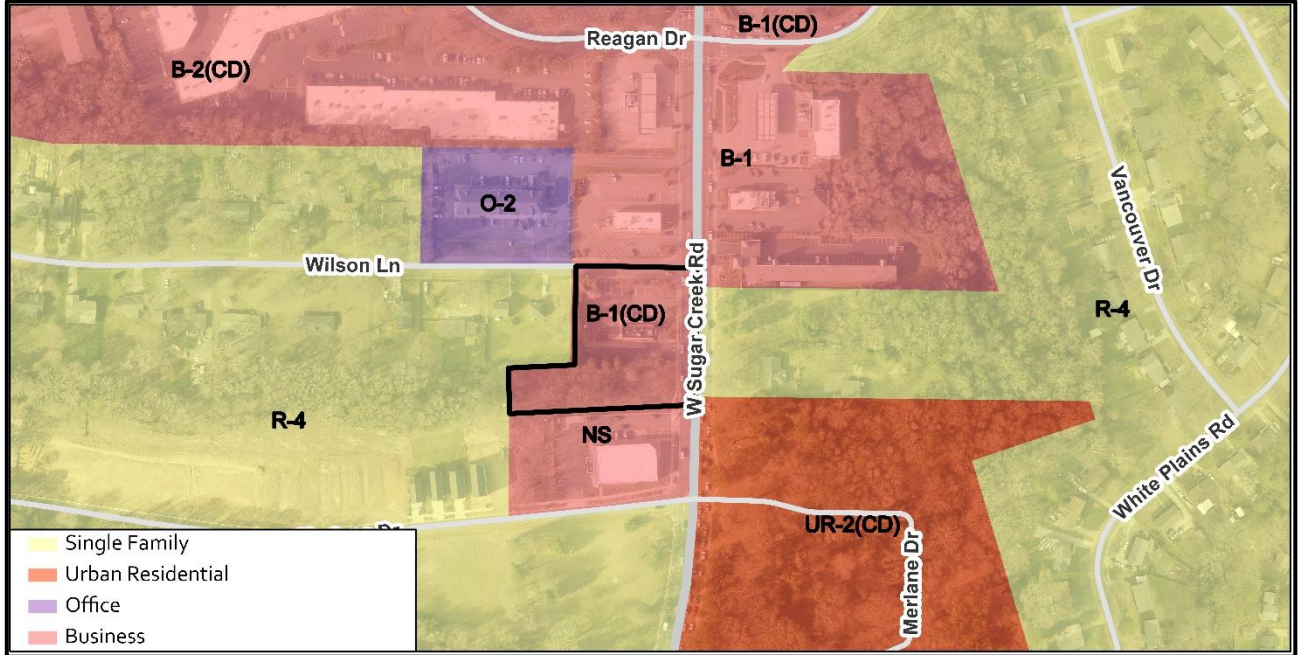 B-1(CD)
Reagan Dr
B-2(CD)
B-1
O-2
Vancouver Dr
Wilson Ln
W Sugar Creek Rd
B-1(CD)
R-4
R-4
NS
White Plains Rd
UR-2(CD)
Merlane Dr
Dr
Single Family
Urban Residential
Office
Business